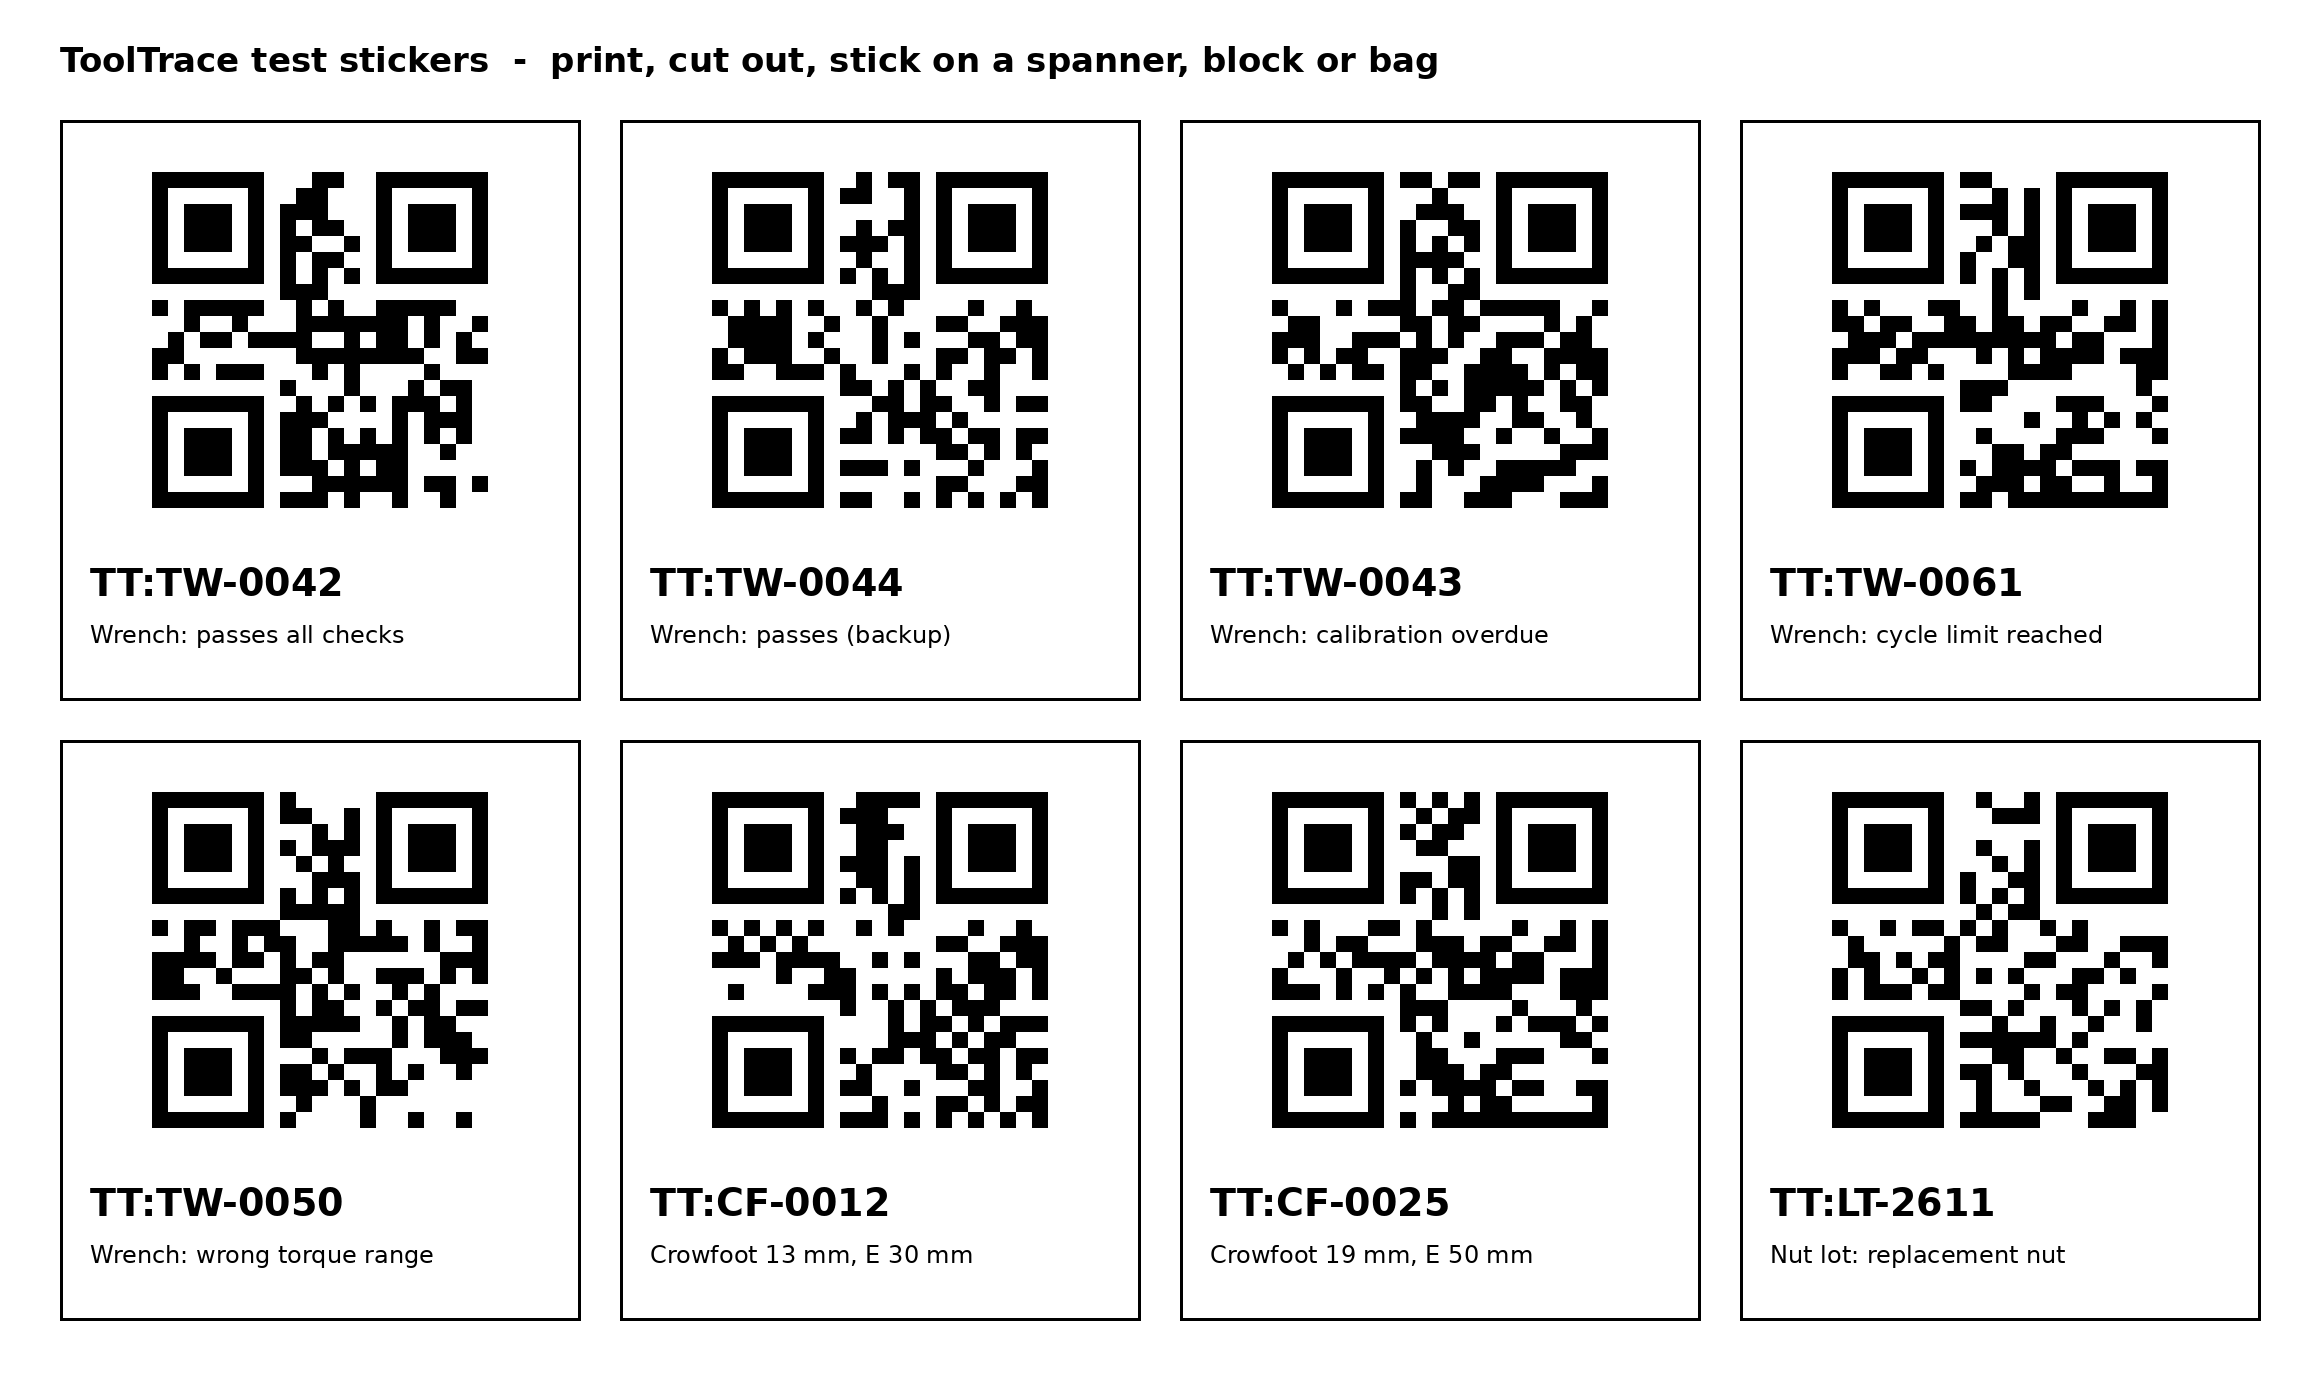 ToolTrace test stickers - print, cut out, stick on a spanner, block or bag
TT:TW-0042
Wrench: passes all checks
TT:TW-0044
Wrench: passes (backup)
TT:TW-0043
Wrench: calibration overdue
TT:TW-0061
Wrench: cycle limit reached
TT:TW-0050
Wrench: wrong torque range
TT:CF-0012
Crowfoot 13 mm, E 30 mm
TT:CF-0025
Crowfoot 19 mm, E 50 mm
TT:LT-2611
Nut lot: replacement nut